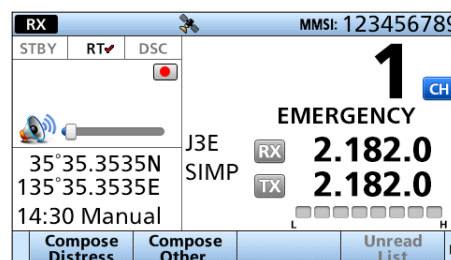 RX MMSI: 123456789
STBY RT✔ DSC
1
CH
EMERGENCY
J3E RX 2.182.0
SIMP TX 2.182.0
35°35.3535N
135°35.3535E
14:30 Manual
L H
Compose Distress
Compose Other
Unread List